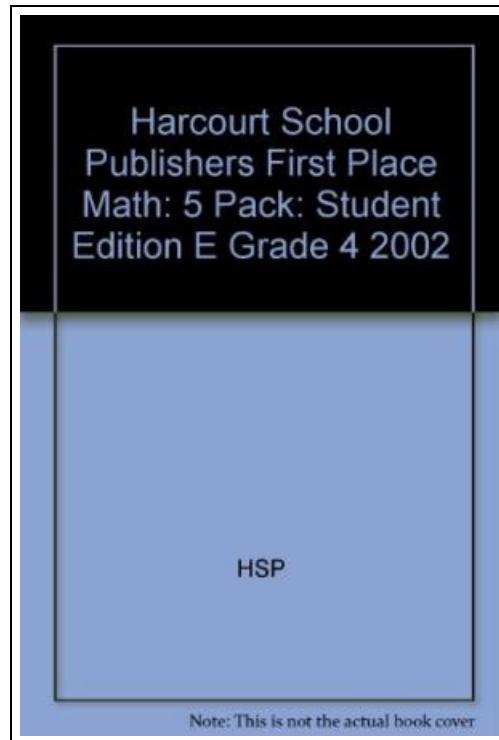 Harcourt School
Publishers First Place
Math: 5 Pack: Student
Edition E Grade 4 2002
HSP
Note: This is not the actual book cover